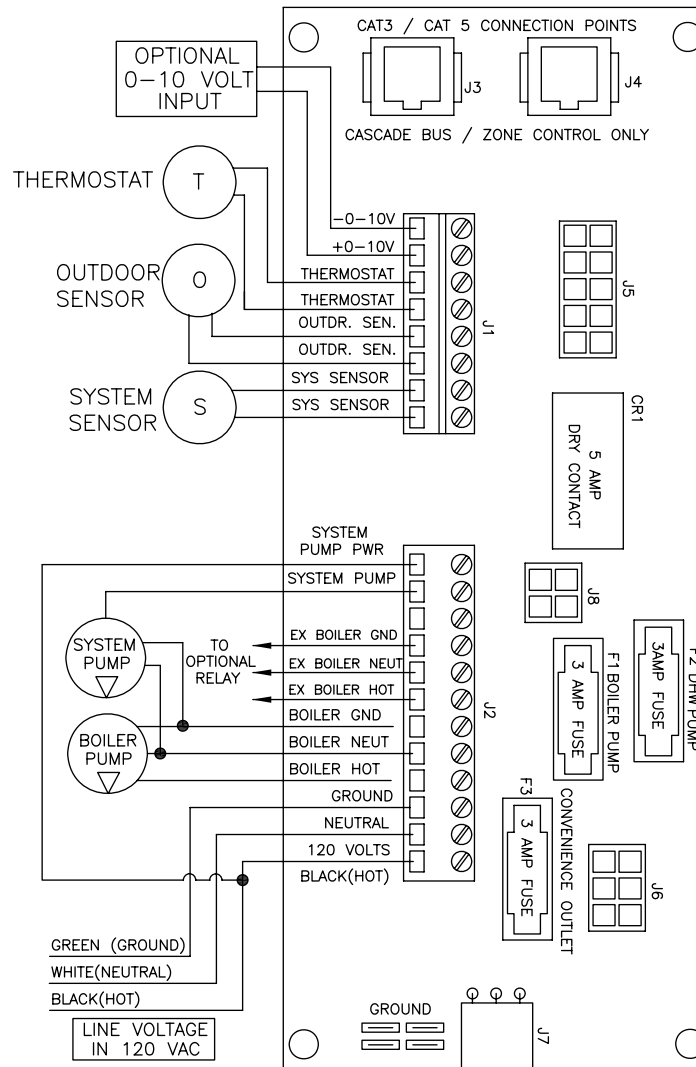 CAT3 / CAT 5 CONNECTION POINTS
OPTIONAL
0-10 VOLT
INPUT
J3
J4
CASCADE BUS / ZONE CONTROL ONLY
THERMOSTAT
T
-0-10V
+0-10V
THERMOSTAT
THERMOSTAT
OUTDR. SEN.
OUTDR. SEN.
SYS SENSOR
SYS SENSOR
J1
J5
OUTDOOR
SENSOR
O
SYSTEM
SENSOR
S
CR1
5 AMP
DRY CONTACT
SYSTEM
PUMP PWR
SYSTEM PUMP
J8
SYSTEM
PUMP
TO
OPTIONAL
RELAY
EX BOILER GND
EX BOILER NEUT
EX BOILER HOT
BOILER GND
BOILER NEUT
BOILER HOT
GROUND
NEUTRAL
120 VOLTS
BLACK(HOT)
J2
BOILER
PUMP
3 AMP FUSE
F1 BOILER PUMP
3AMP FUSE
F2 DHW PUMP
F3
3 AMP FUSE
CONVENIENCE OUTLET
J6
GREEN (GROUND)
WHITE(NEUTRAL)
BLACK(HOT)
LINE VOLTAGE
IN 120 VAC
GROUND
J7